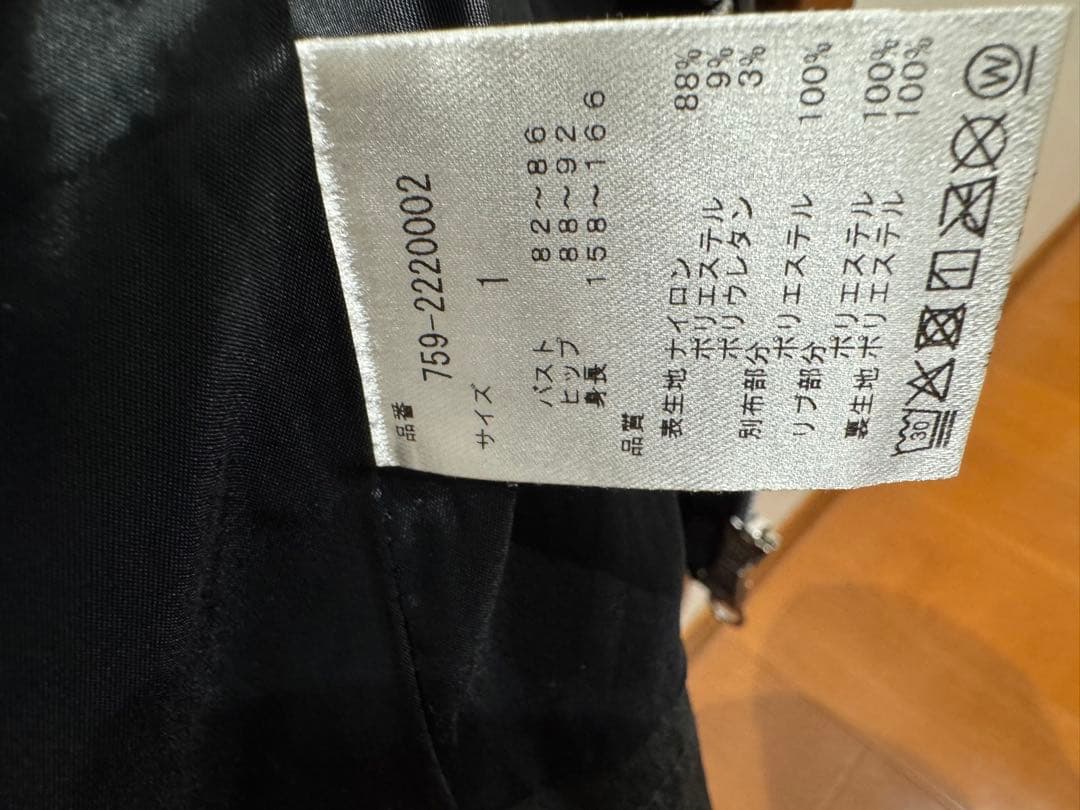 品番
759-2220002
サイズ 1
バスト 82~86
ヒップ 88~92
身長 158~166
品質
表生地 ナイロン 88%
ポリエステル 9%
ポリウレタン 3%
別布部分
ポリエステル 100%
リブ部分
ポリエステル 100%
裏生地 ポリエステル 100%
30
W